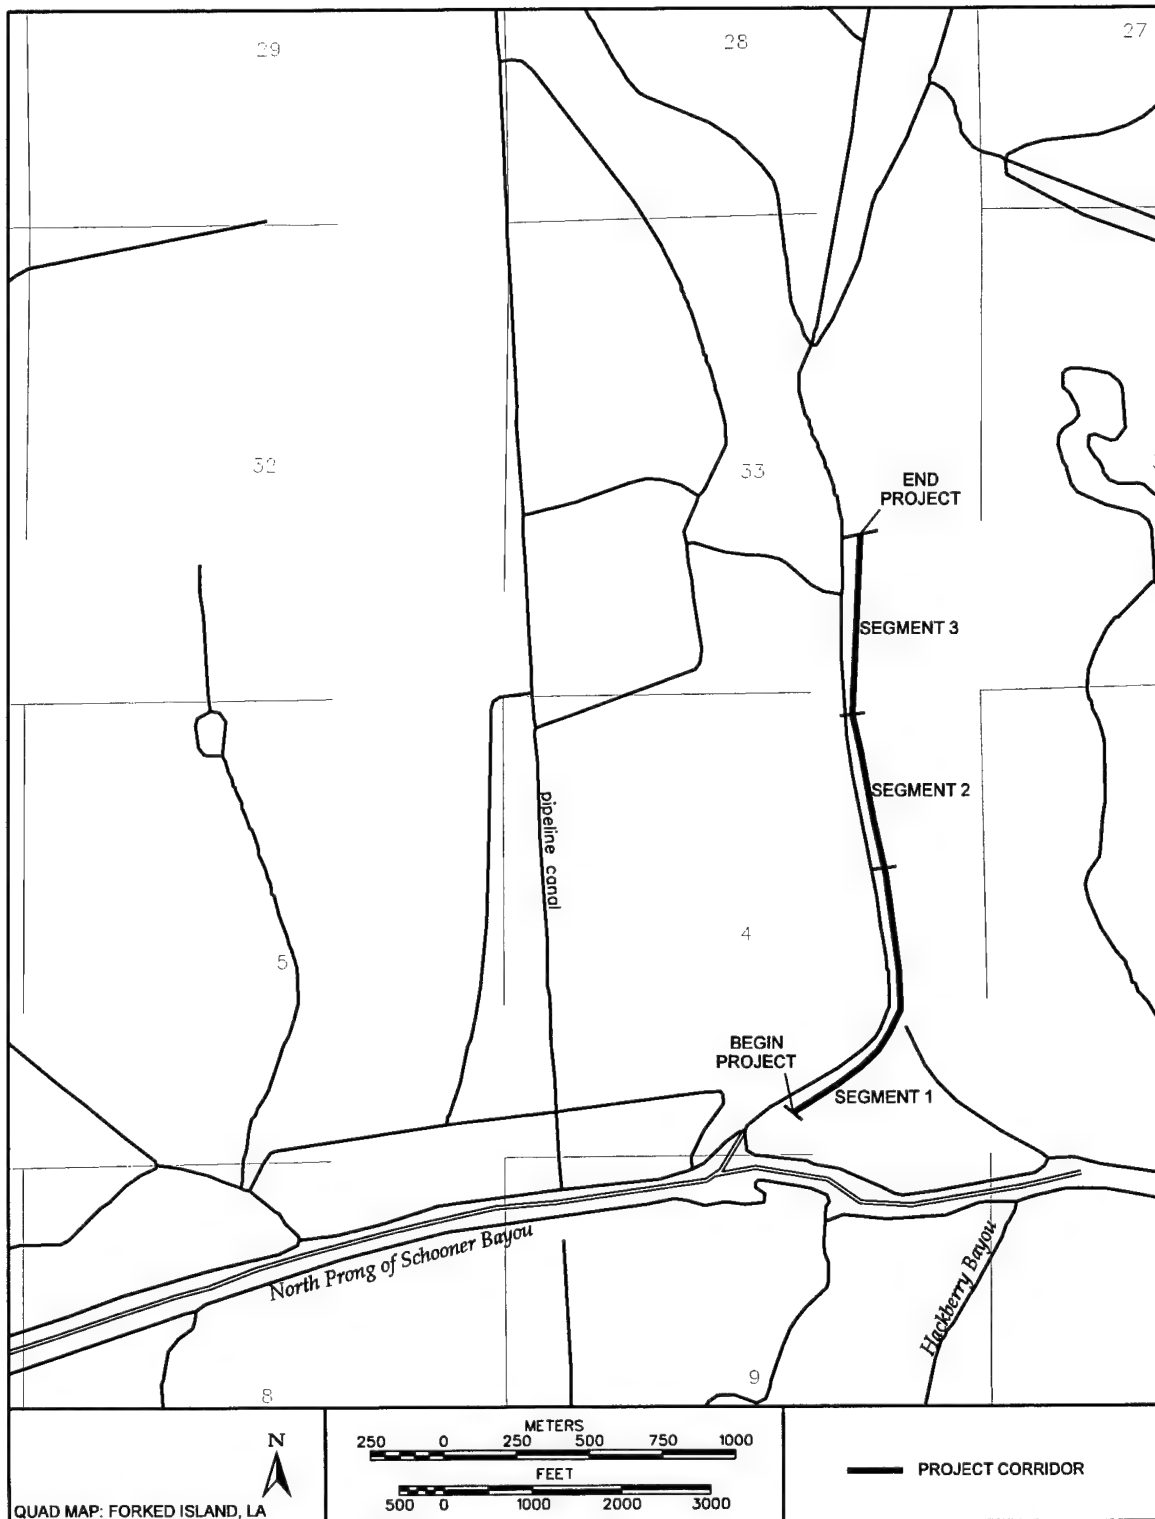 29
28
27
32
33
END
PROJECT
SEGMENT 3
SEGMENT 2
pipeline canal
4
5
BEGIN
PROJECT
SEGMENT 1
North Prong of Schooner Bayou
Hackberry Bayou
9
8
N
QUAD MAP: FORKED ISLAND, LA
METERS
250 0 250 500 750 1000
FEET
500 0 1000 2000 3000
PROJECT CORRIDOR